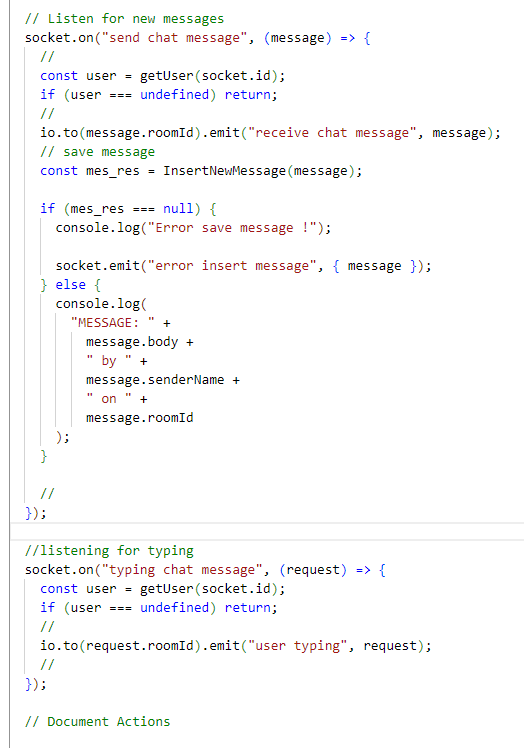 // Listen for new messages
socket.on("send chat message", (message) => {
  //
  const user = getUser(socket.id);
  if (user === undefined) return;
  //
  io.to(message.roomId).emit("receive chat message", message);
  // save message
  const mes_res = InsertNewMessage(message);

  if (mes_res === null) {
    console.log("Error save message !");

    socket.emit("error insert message", { message });
  } else {
    console.log(
      "MESSAGE: " +
        message.body +
        " by " +
        message.senderName +
        " on " +
        message.roomId
    );
  }

  //
});

//listening for typing
socket.on("typing chat message", (request) => {
  const user = getUser(socket.id);
  if (user === undefined) return;
  //
  io.to(request.roomId).emit("user typing", request);
  //
});

// Document Actions